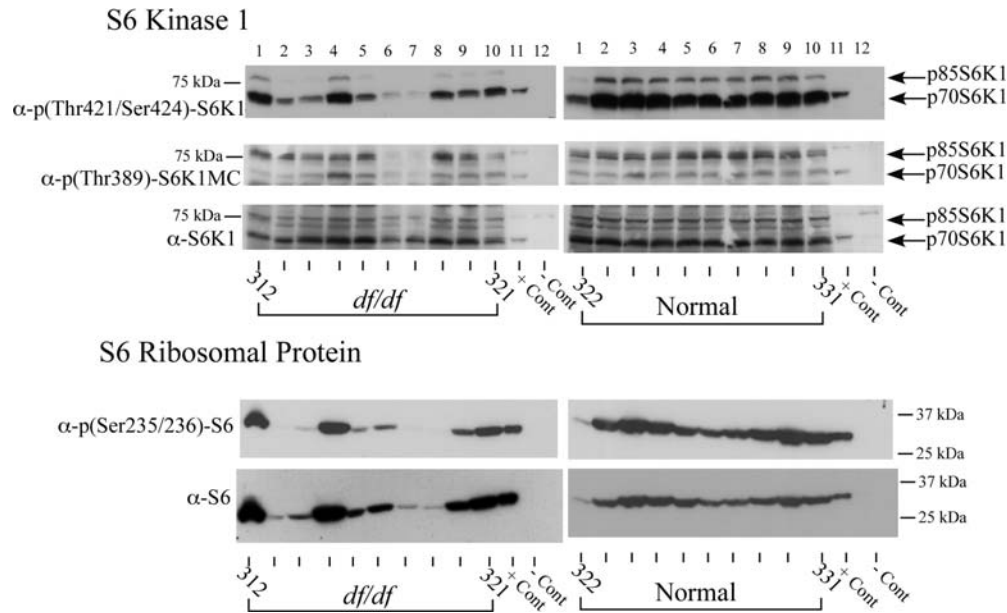 S6 Kinase 1
1 2 3 4 5 6 7 8 9 10 11 12 1 2 3 4 5 6 7 8 9 10 11 12
75 kDa
α-p(Thr421/Ser424)-S6K1
p85S6K1
p70S6K1
75 kDa
α-p(Thr389)-S6K1MC
p85S6K1
p70S6K1
75 kDa
α-S6K1
p85S6K1
p70S6K1
312 321 + Cont - Cont 322 331 + Cont - Cont
df/df Normal
S6 Ribosomal Protein
α-p(Ser235/236)-S6
37 kDa
25 kDa
α-S6
37 kDa
25 kDa
312 321 + Cont - Cont 322 331 + Cont - Cont
df/df Normal